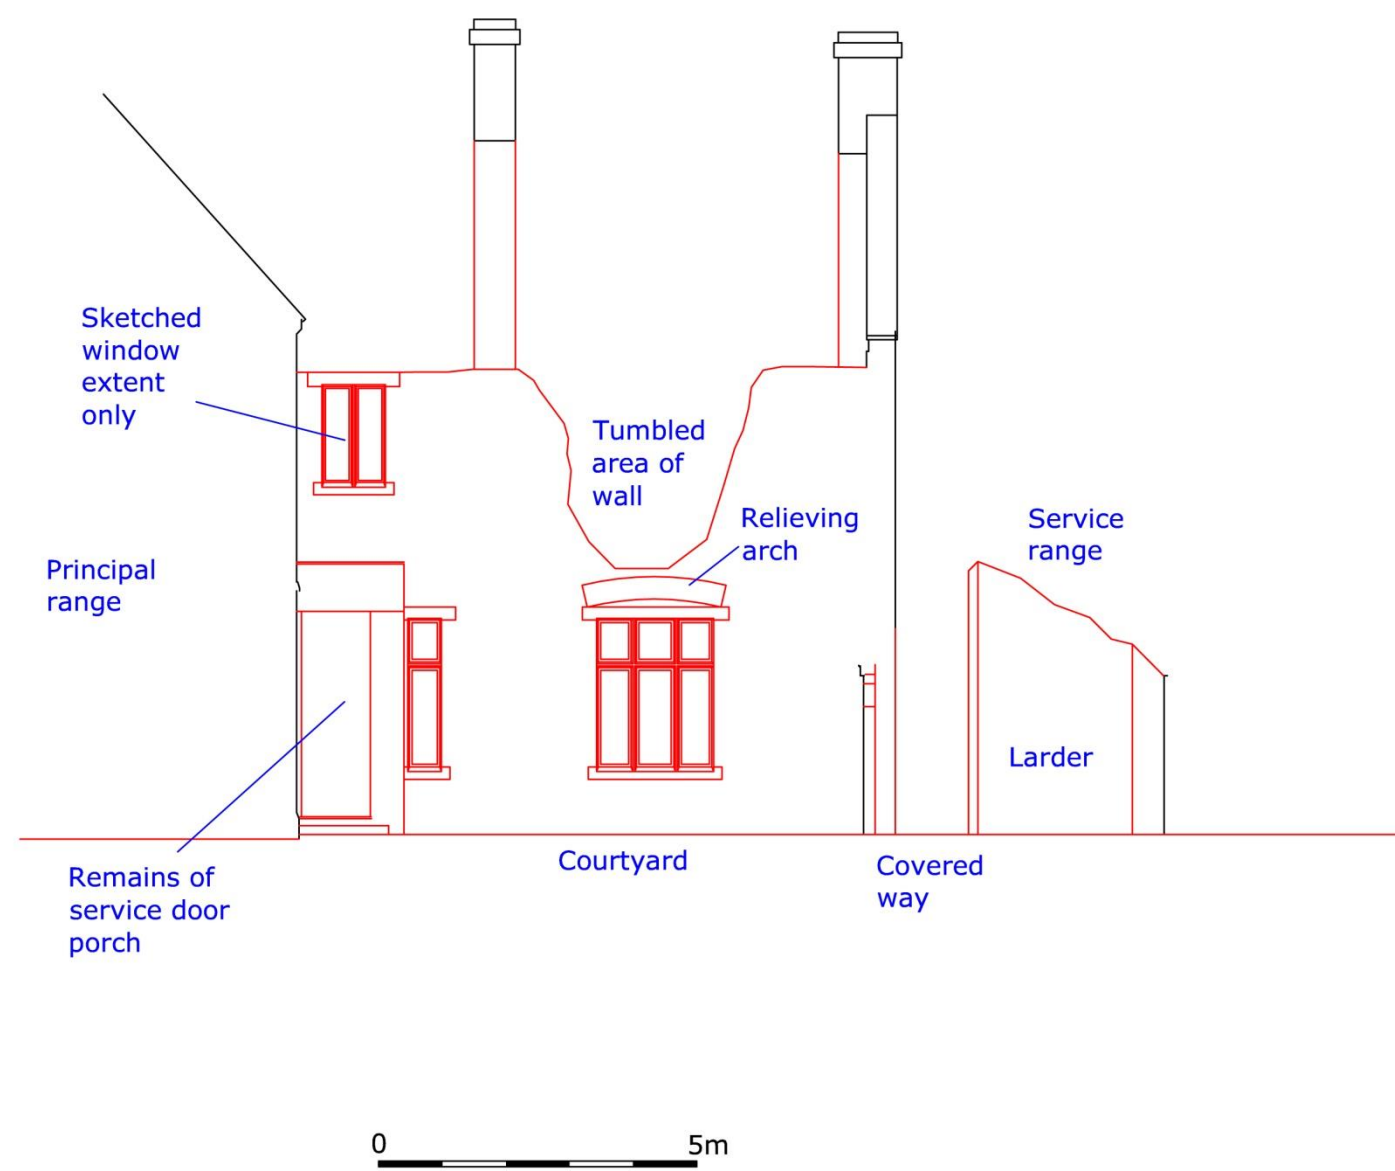 Sketched
window
extent
only
Tumbled
area of
wall
Relieving
arch
Service
range
Principal
range
Larder
Remains of
service door
porch
Courtyard
Covered
way
0 5m